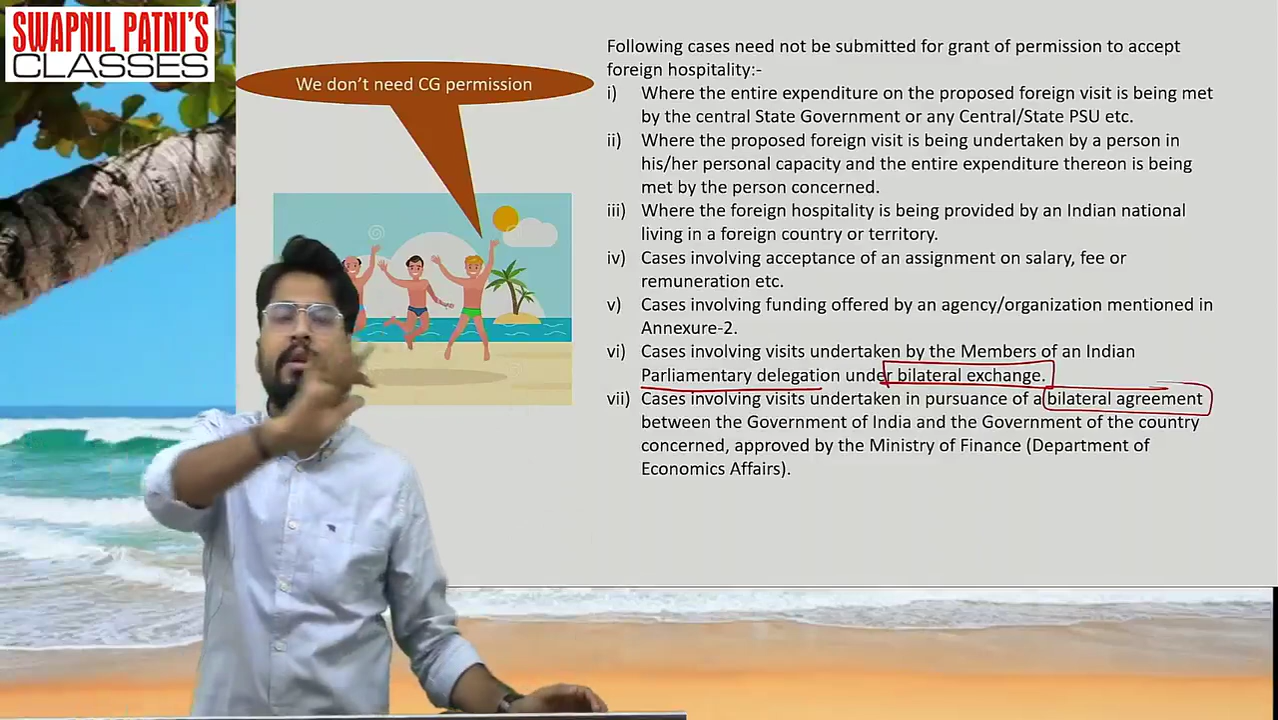 SWAPNIL PATNI'S
CLASSES
We don't need CG permission
Following cases need not be submitted for grant of permission to accept
foreign hospitality:-
i) Where the entire expenditure on the proposed foreign visit is being met
by the central State Government or any Central/State PSU etc.
ii) Where the proposed foreign visit is being undertaken by a person in
his/her personal capacity and the entire expenditure thereon is being
met by the person concerned.
iii) Where the foreign hospitality is being provided by an Indian national
living in a foreign country or territory.
iv) Cases involving acceptance of an assignment on salary, fee or
remuneration etc.
v) Cases involving funding offered by an agency/organization mentioned in
Annexure-2.
vi) Cases involving visits undertaken by the Members of an Indian
Parliamentary delegation under bilateral exchange.
vii) Cases involving visits undertaken in pursuance of a bilateral agreement
between the Government of India and the Government of the country
concerned, approved by the Ministry of Finance (Department of
Economics Affairs).